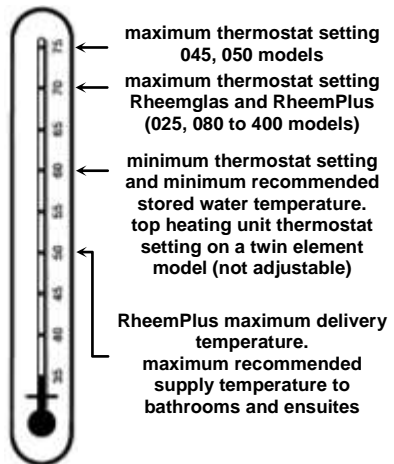 75
maximum thermostat setting
045, 050 models
70
maximum thermostat setting
Rheemglas and RheemPlus
(025, 080 to 400 models)
65
60
minimum thermostat setting
and minimum recommended
stored water temperature.
top heating unit thermostat
setting on a twin element
model (not adjustable)
55
50
45
40
35
RheemPlus maximum delivery
temperature.
maximum recommended
supply temperature to
bathrooms and ensuites